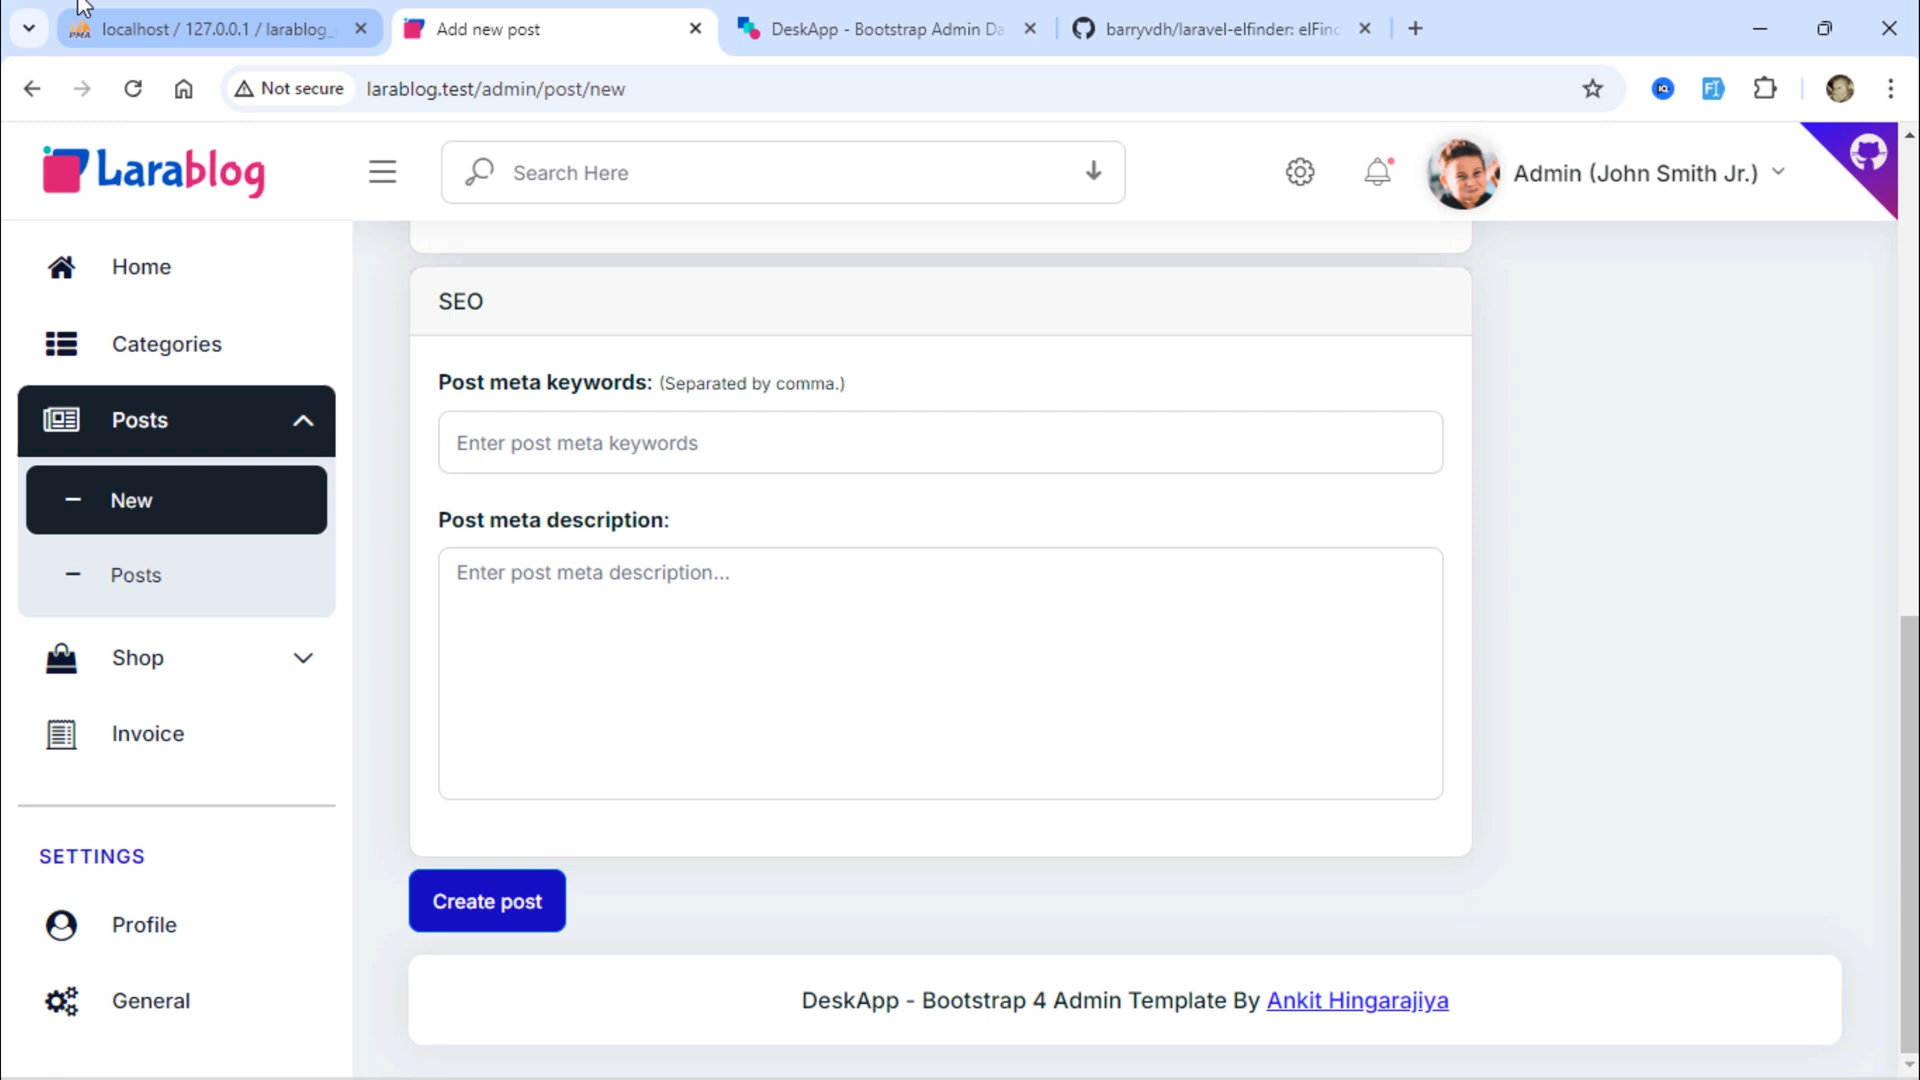 localhost / 127.0.0.1 / larablog_
Add new post
DeskApp - Bootstrap Admin Da
barryvdh/laravel-elfinder: elFin
Not secure
larablog.test/admin/post/new
Larablog
Search Here
Admin (John Smith Jr.)
Home
Categories
Posts
New
Posts
Shop
Invoice
SETTINGS
Profile
General
SEO
Post meta keywords: (Separated by comma.)
Enter post meta keywords
Post meta description:
Enter post meta description...
Create post
DeskApp - Bootstrap 4 Admin Template By Ankit Hingarajiya